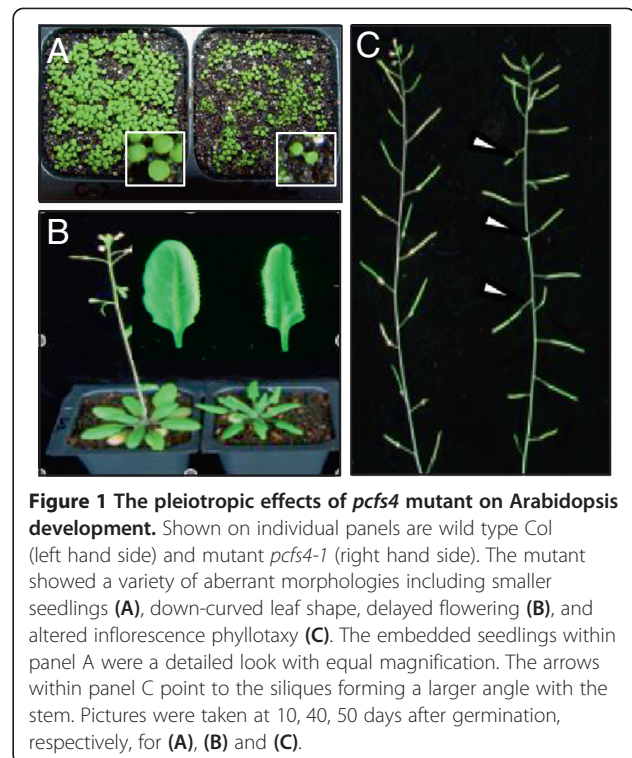 A
C
B
Figure 1 The pleiotropic effects of pcfs4 mutant on Arabidopsis
development. Shown on individual panels are wild type Col
(left hand side) and mutant pcfs4-1 (right hand side). The mutant
showed a variety of aberrant morphologies including smaller
seedlings (A), down-curved leaf shape, delayed flowering (B), and
altered inflorescence phyllotaxy (C). The embedded seedlings within
panel A were a detailed look with equal magnification. The arrows
within panel C point to the siliques forming a larger angle with the
stem. Pictures were taken at 10, 40, 50 days after germination,
respectively, for (A), (B) and (C).